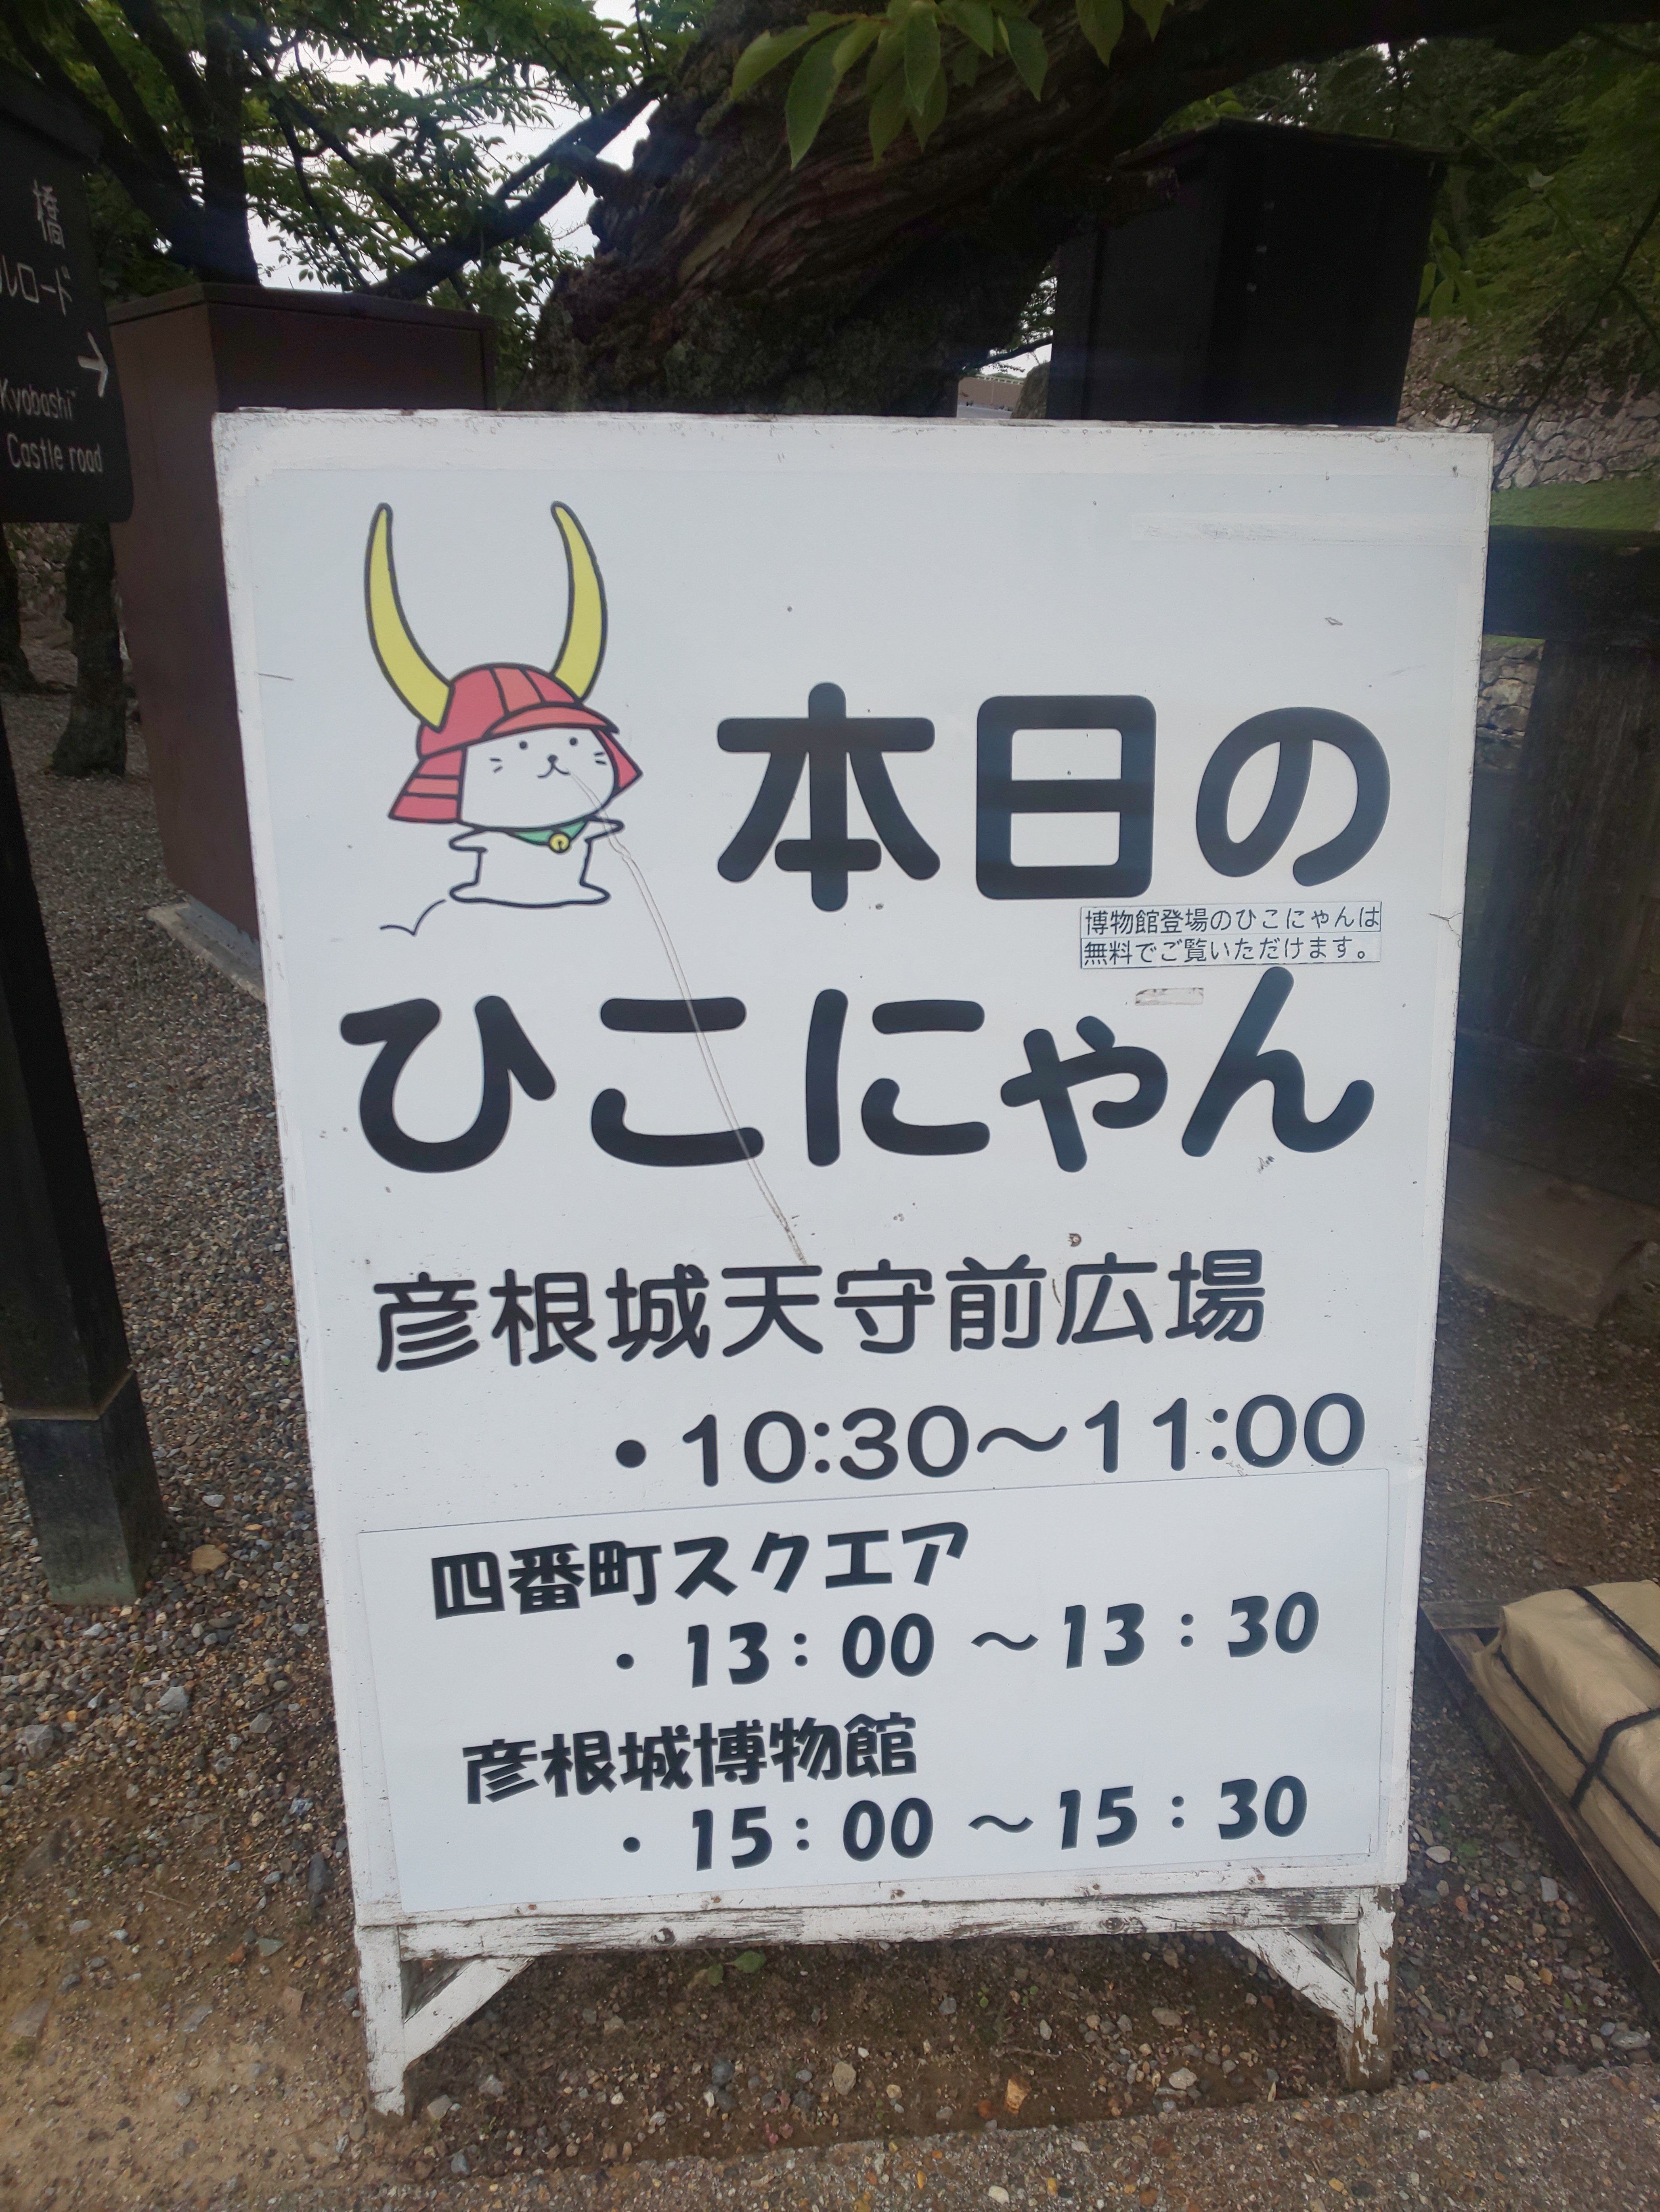 橋
ルロード
→
Kyobashi
Castle road
本日の
博物館登場のひこにゃんは
無料でご覧いただけます。
ひこにゃん
彦根城天守前広場
・10:30～11:00
四番町スクエア
・13：00～13：30
彦根城博物館
・15：00～15：30